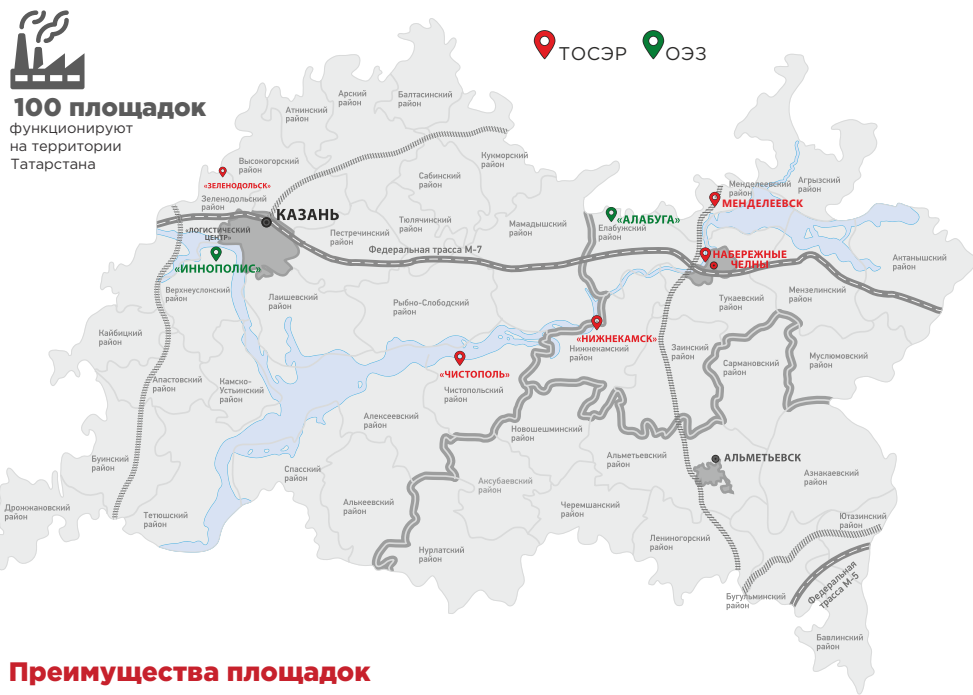 ТОСЭР
ОЭЗ
100 площадок
функционируют
на территории
Татарстана
Арский
район
Балтасинский
район
Атнинский
район
Высокогорский
район
Кукморский
район
Сабинский
район
«ЗЕЛЕНОДОЛЬСК»
Зеленодольский
район
КАЗАНЬ
«ЛОГИСТИЧЕСКИЙ
ЦЕНТР»
«ИННОПОЛИС»
Пестречинский
район
Тюлячинский
район
Мамадышский
район
Федеральная трасса М-7
«АЛАБУГА»
Елабужский
район
Менделеевский
район
МЕНДЕЛЕЕВСК
Агрызский
район
НАБЕРЕЖНЫЕ
ЧЕЛНЫ
Актанышский
район
Верхнеуслонский
район
Лаишевский
район
Рыбно-Слободский
район
Тукаевский
район
Мензелинский
район
Кайбицкий
район
«НИЖНЕКАМСК»
Нижнекамский
район
Заинский
район
Сармановский
район
Муслюмовский
район
«ЧИСТОПОЛЬ»
Чистопольский
район
Апастовский
район
Камско-
Устьинский
район
Алексеевский
район
Новошешминский
район
Буинский
район
Спасский
район
Альметьевский
район
АЛЬМЕТЬЕВСК
Азнакаевский
район
Аксубаевский
район
Дрожжановский
район
Тетюшский
район
Алькеевский
район
Черемшанский
район
Ютазинский
район
Лениногорский
район
Нурлатский
район
Федеральная
трасса М-5
Бугульминский
район
Бавлинский
район
Преимущества площадок